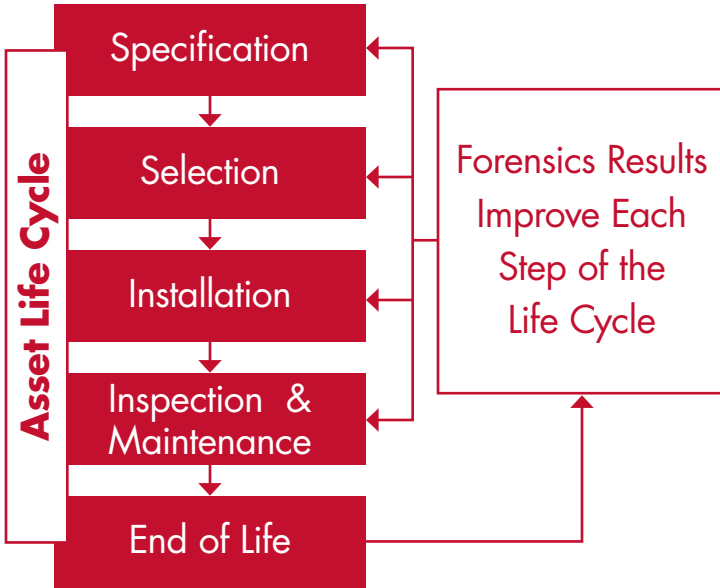 Asset Life Cycle
Specification
Selection
Installation
Inspection &
Maintenance
End of Life
Forensics Results
Improve Each
Step of the
Life Cycle